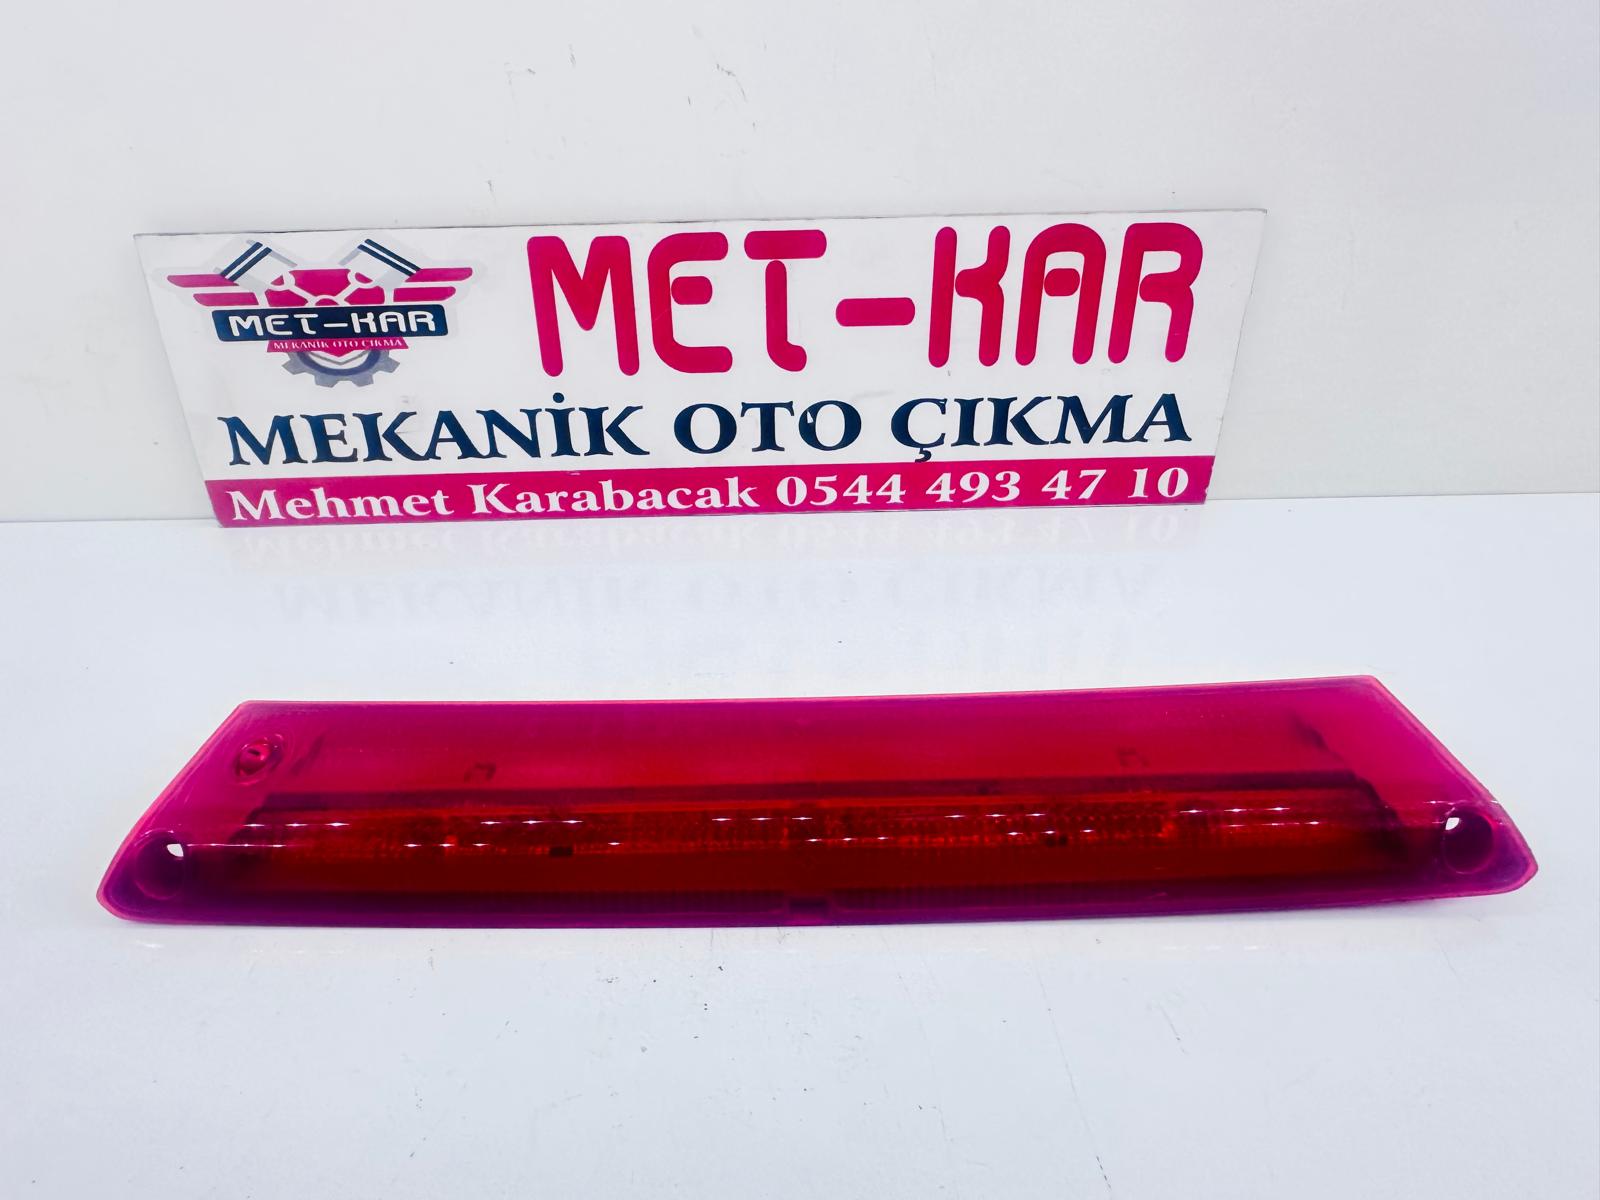 MET-KAR
MEKANİK OTO ÇIKMA
MET-KAR
MEKANİK OTO ÇIKMA
Mehmet Karabacak 0544 493 47 10